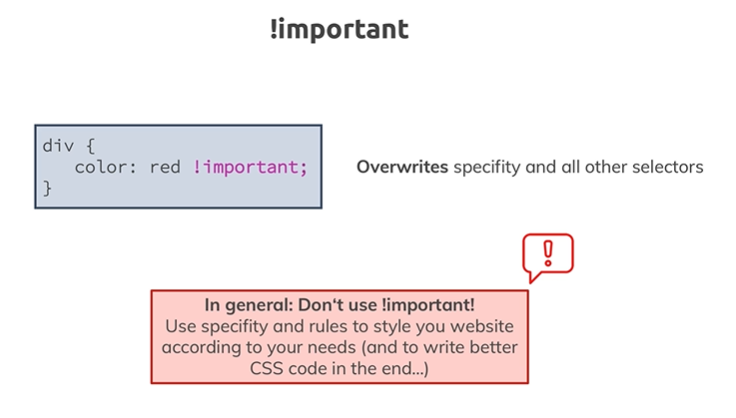 !important
div {
color: red !important;
}
Overwrites specifity and all other selectors
!
In general: Don‘t use !important!
Use specifity and rules to style you website
according to your needs (and to write better
CSS code in the end...)